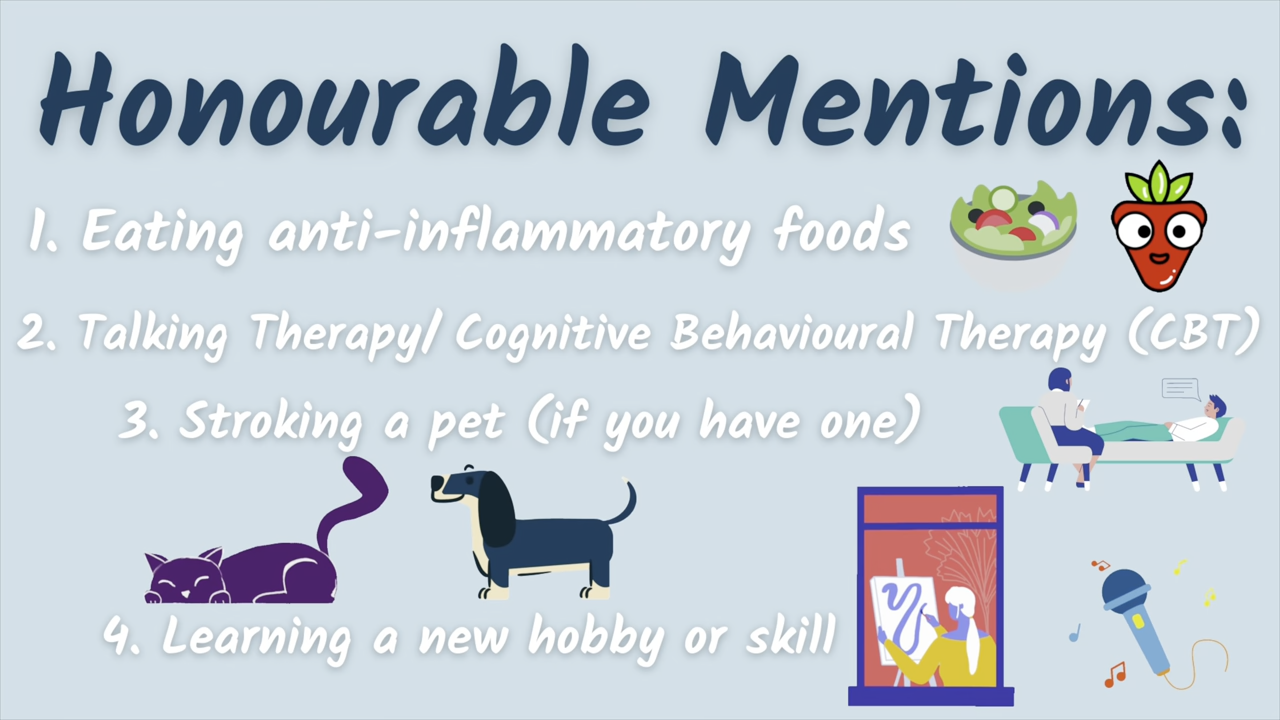 Honourable Mentions:
1. Eating anti-inflammatory foods
2. Talking Therapy/ Cognitive Behavioural Therapy (CBT)
3. Stroking a pet (if you have one)
4. Learning a new hobby or skill